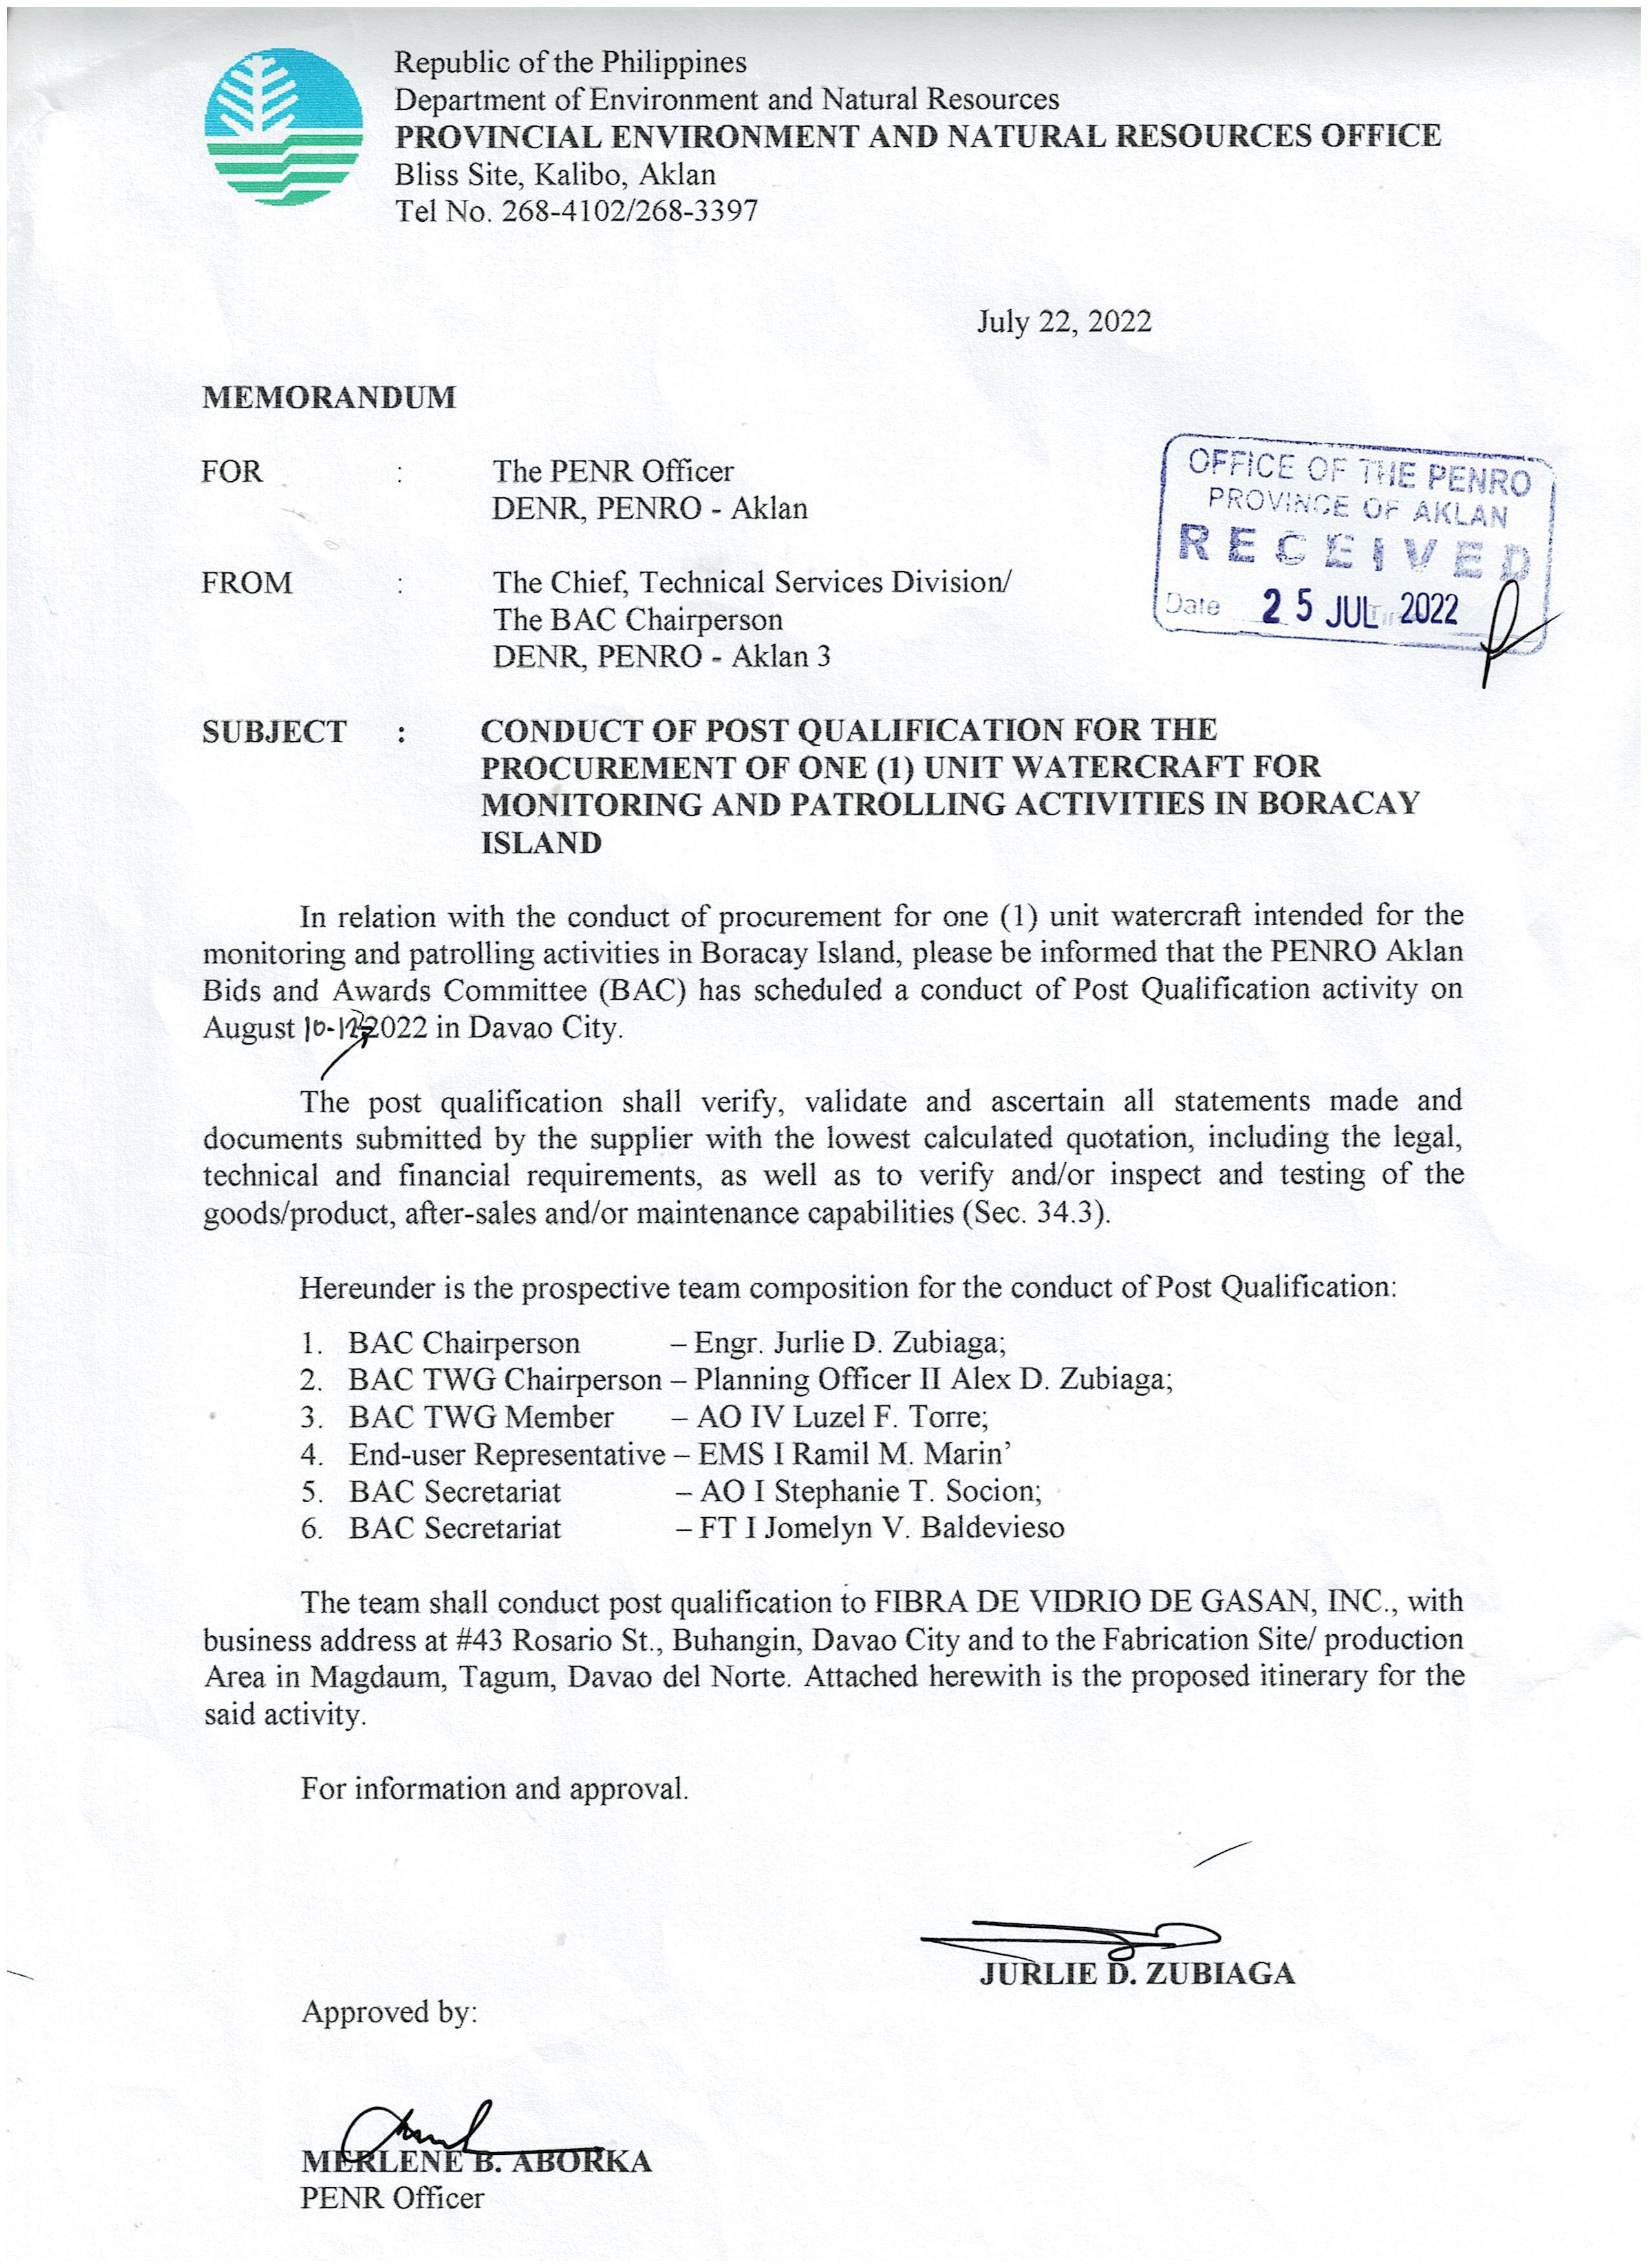 Republic of the Philippines
Department of Environment and Natural Resources
PROVINCIAL ENVIRONMENT AND NATURAL RESOURCES OFFICE
Bliss Site, Kalibo, Aklan
Tel No. 268-4102/268-3397
July 22, 2022
MEMORANDUM
FOR : The PENR Officer
DENR, PENRO - Aklan
OFFICE OF THE PENRO
PROVINCE OF AKLAN
RECEIVED
Date 25 JUL 2022
FROM : The Chief, Technical Services Division/
The BAC Chairperson
DENR, PENRO - Aklan 3
SUBJECT : CONDUCT OF POST QUALIFICATION FOR THE
PROCUREMENT OF ONE (1) UNIT WATERCRAFT FOR
MONITORING AND PATROLLING ACTIVITIES IN BORACAY
ISLAND
In relation with the conduct of procurement for one (1) unit watercraft intended for the
monitoring and patrolling activities in Boracay Island, please be informed that the PENRO Aklan
Bids and Awards Committee (BAC) has scheduled a conduct of Post Qualification activity on
August 10-12, 2022 in Davao City.
The post qualification shall verify, validate and ascertain all statements made and
documents submitted by the supplier with the lowest calculated quotation, including the legal,
technical and financial requirements, as well as to verify and/or inspect and testing of the
goods/product, after-sales and/or maintenance capabilities (Sec. 34.3).
Hereunder is the prospective team composition for the conduct of Post Qualification:
1. BAC Chairperson – Engr. Jurlie D. Zubiaga;
2. BAC TWG Chairperson – Planning Officer II Alex D. Zubiaga;
3. BAC TWG Member – AO IV Luzel F. Torre;
4. End-user Representative – EMS I Ramil M. Marin’
5. BAC Secretariat – AO I Stephanie T. Socion;
6. BAC Secretariat – FT I Jomelyn V. Baldevieso
The team shall conduct post qualification to FIBRA DE VIDRIO DE GASAN, INC., with
business address at #43 Rosario St., Buhangin, Davao City and to the Fabrication Site/ production
Area in Magdaum, Tagum, Davao del Norte. Attached herewith is the proposed itinerary for the
said activity.
For information and approval.
JURLIE D. ZUBIAGA
Approved by:
MERLENE B. ABORKA
PENR Officer